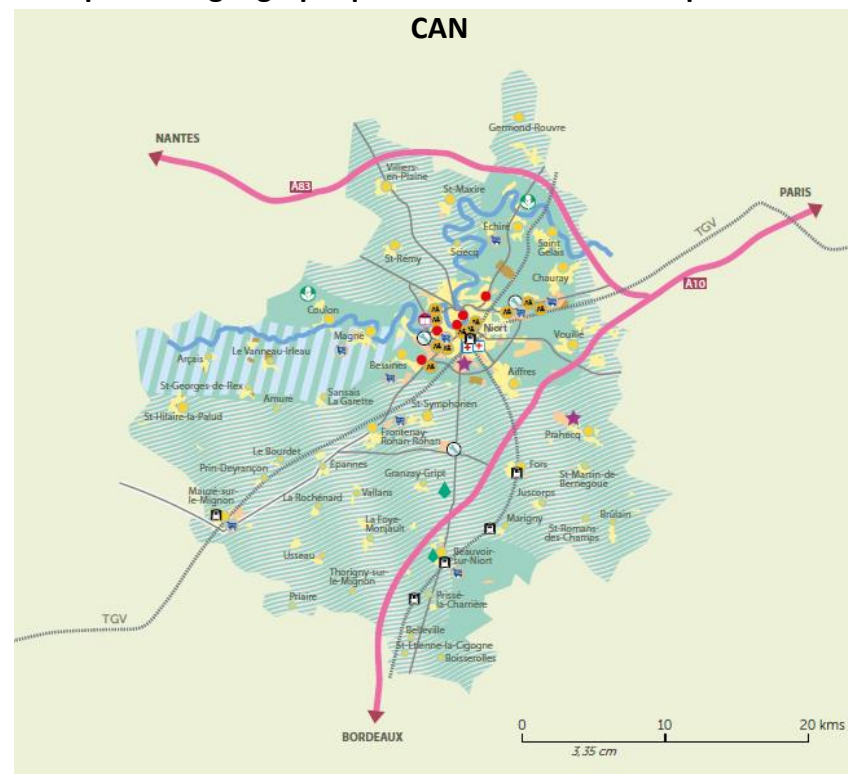 CAN
NANTES
Germond-Rouvre
Villiers-
en-Plaine
St-Maxire
PARIS
A83
TGV
Echiré
Saint
Gelais
Sciecq
St-Rémy
Chauray
A10
Coulon
Niort
Magné
Vouillé
Arçais
Le Vanneau-Irleau
Bessines
Aiffres
St-Georges-de-Rex
Sansais
La Garette
Amuré
St-Symphorien
St-Hilaire-la-Palud
Frontenay-
Rohan-Rohan
Prahecq
Le Bourdet
Prin-Deyrançon
Epannes
Fors
Granzay-Gript
St-Martin-de-
Bernegoue
Mauzé-sur-
le-Mignon
La Rochénard
Vallans
Juscorps
La Foye-
Monjault
Marigny
Brûlain
St-Romans-
des-Champs
Usseau
Beauvoir-
sur-Niort
Thorigny-sur-
le-Mignon
Priaire
Prissé-
la-Charrière
TGV
Belleville
St-Etienne-la-Cigogne
Boisserolles
BORDEAUX
0 10 20 kms
3,35 cm